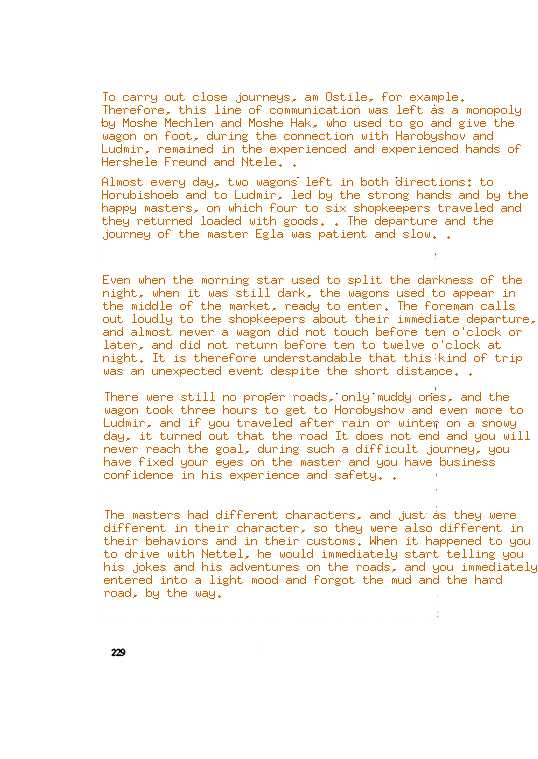 To carry out close journeys, am Ostile, for example.
Therefore, this line of communication was left as a monopoly
by Moshe Mechlen and Moshe Hak, who used to go and give the
wagon on foot, during the connection with Harobyshov and
Ludmir, remained in the experienced and experienced hands of
Hershele Freund and Ntele. .
Almost every day, two wagons left in both directions: to
Horubishoeb and to Ludmir, led by the strong hands and by the
happy masters, on which four to six shopkeepers traveled and
they returned loaded with goods. . The departure and the
journey of the master Egla was patient and slow. .
Even when the morning star used to split the darkness of the
night, when it was still dark, the wagons used to appear in
the middle of the market, ready to enter. The foreman calls
out loudly to the shopkeepers about their immediate departure,
and almost never a wagon did not touch before ten o'clock or
later, and did not return before ten to twelve o'clock at
night. It is therefore understandable that this kind of trip
was an unexpected event despite the short distance. .
There were still no proper roads, only muddy ones, and the
wagon took three hours to get to Horobyshov and even more to
Ludmir, and if you traveled after rain or winter on a snowy
day, it turned out that the road It does not end and you will
never reach the goal, during such a difficult journey, you
have fixed your eyes on the master and you have business
confidence in his experience and safety. .
The masters had different characters, and just as they were
different in their character, so they were also different in
their behaviors and in their customs. When it happened to you
to drive with Nettel, he would immediately start telling you
his jokes and his adventures on the roads, and you immediately
entered into a light mood and forgot the mud and the hard
road, by the way.
229